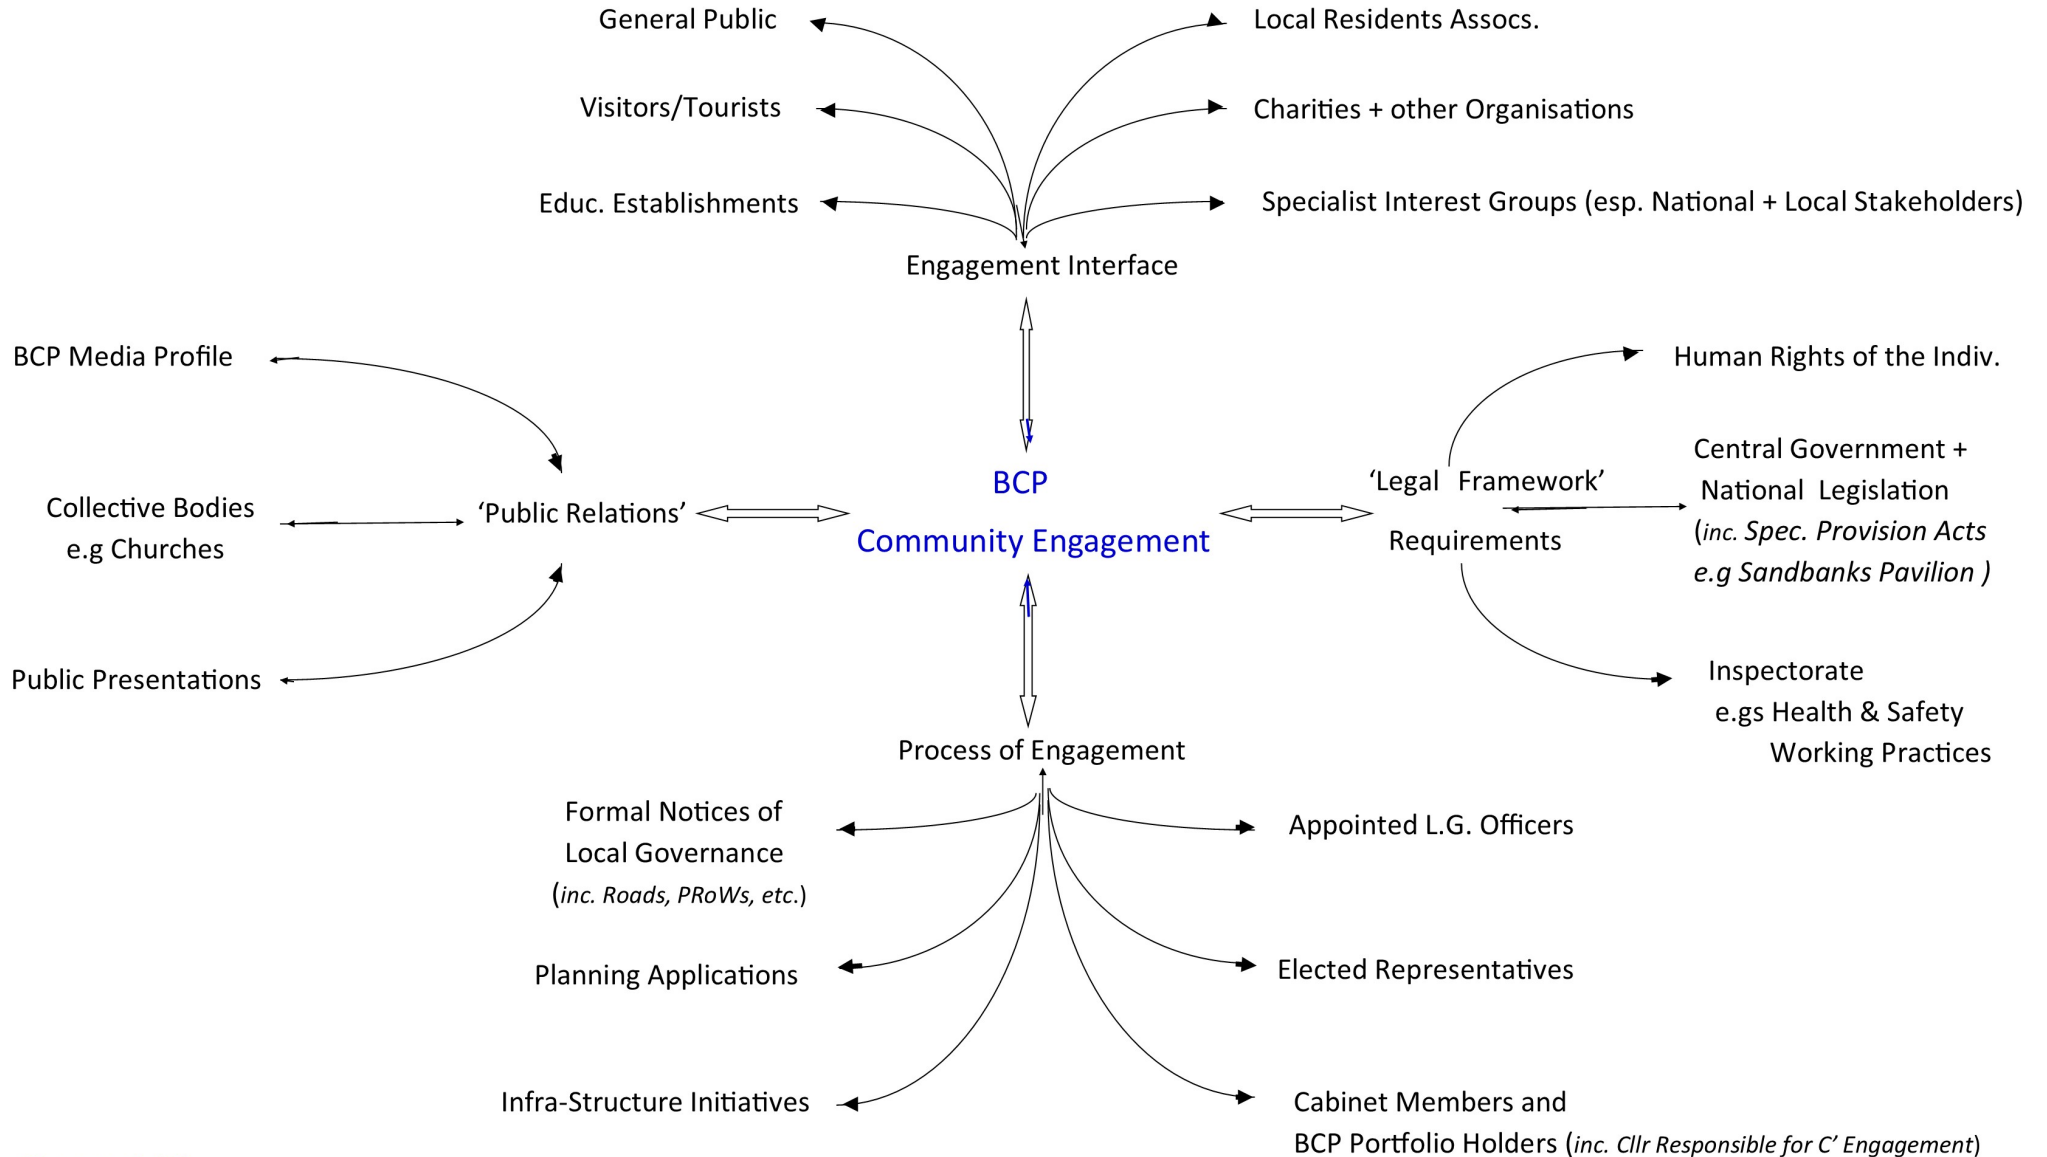 General Public
Local Residents Assocs.
Visitors/Tourists
Charities + other Organisations
Educ. Establishments
Specialist Interest Groups (esp. National + Local Stakeholders)
Engagement Interface
BCP Media Profile
Collective Bodies
e.g Churches
Public Presentations
‘Public Relations’
BCP
Community Engagement
‘Legal Framework’
Requirements
Human Rights of the Indiv.
Central Government +
National Legislation
(inc. Spec. Provision Acts
e.g Sandbanks Pavilion )
Inspectorate
e.gs Health & Safety
Working Practices
Process of Engagement
Formal Notices of
Local Governance
(inc. Roads, PRoWs, etc.)
Appointed L.G. Officers
Planning Applications
Elected Representatives
Infra-Structure Initiatives
Cabinet Members and
BCP Portfolio Holders (inc. Cllr Responsible for C’ Engagement)